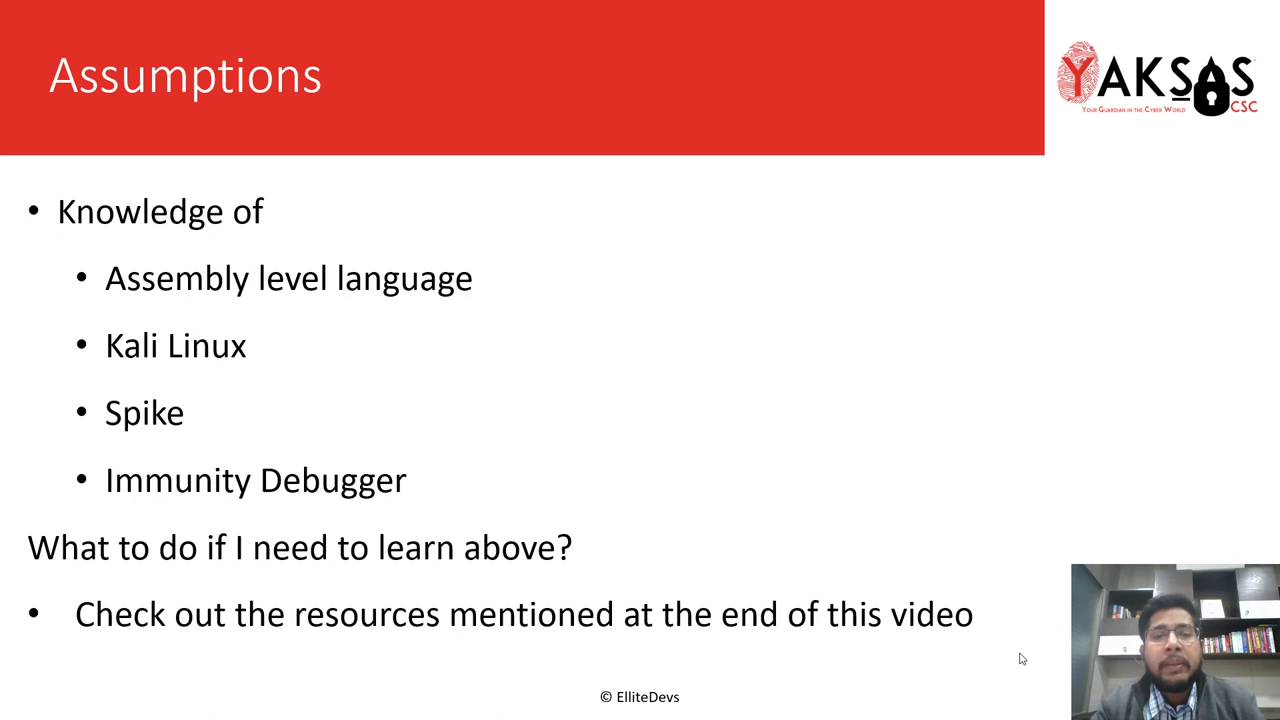 Assumptions
YAKSAS
CSC
YOUR GUARDIAN IN THE CYBER WORLD
• Knowledge of
• Assembly level language
• Kali Linux
• Spike
• Immunity Debugger
What to do if I need to learn above?
• Check out the resources mentioned at the end of this video
© ElliteDevs